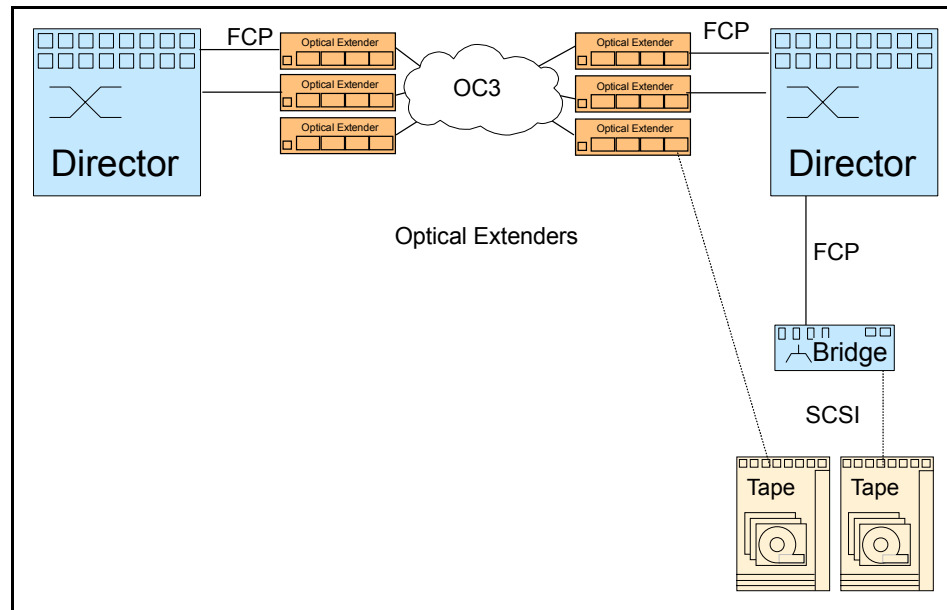 FCP
Optical Extender
Optical Extender
Optical Extender
OC3
Optical Extender
Optical Extender
Optical Extender
FCP
Director
Director
Optical Extenders
FCP
Bridge
SCSI
Tape
Tape